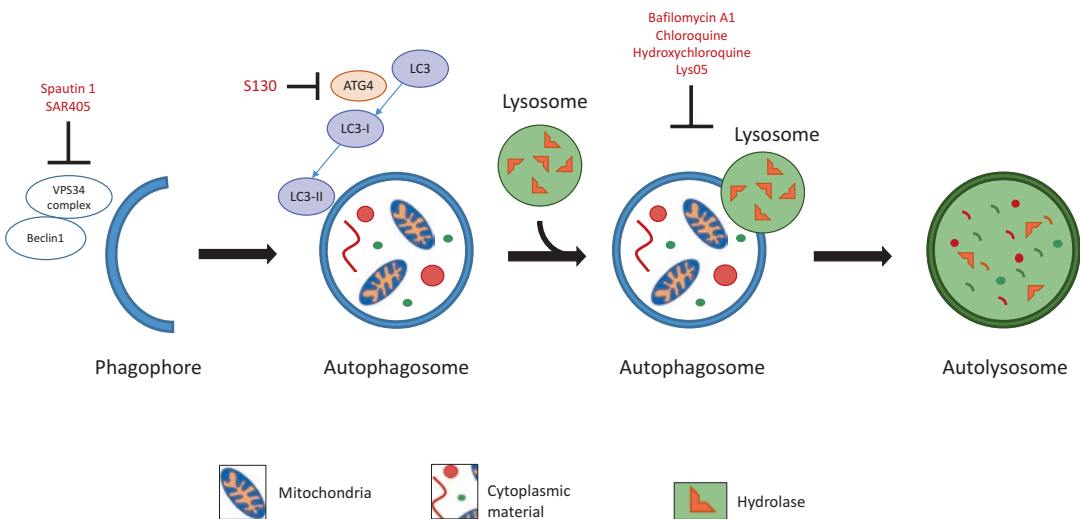 Bafilomycin A1
Chloroquine
Hydroxychloroquine
Lys05
Spautin 1
SAR405
S130
ATG4
LC3
LC3-I
LC3-II
VPS34
complex
Beclin1
Lysosome
Lysosome
Phagophore
Autophagosome
Autophagosome
Autolysosome
Mitochondria
Cytoplasmic
material
Hydrolase